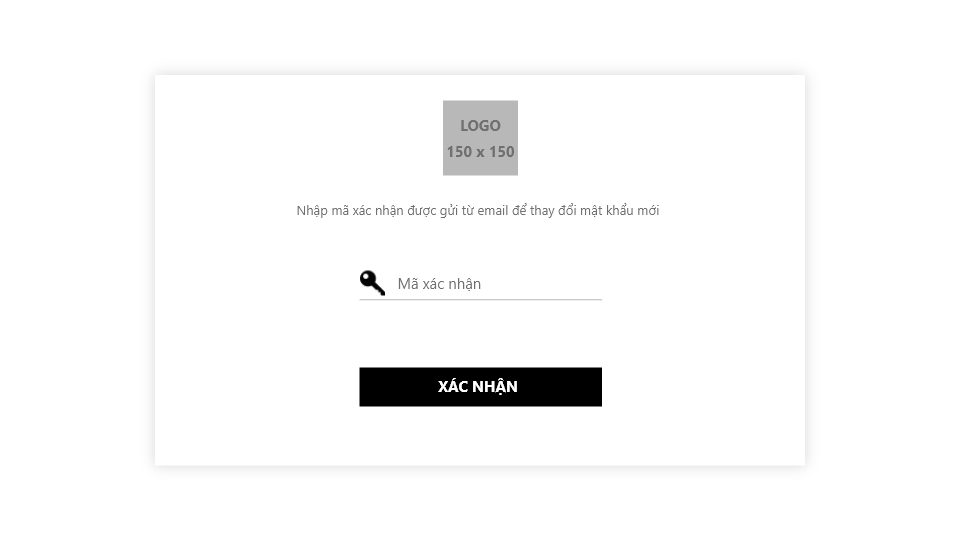 LOGO
150 x 150
Nhập mã xác nhận được gửi từ email để thay đổi mật khẩu mới
Mã xác nhận
XÁC NHẬN